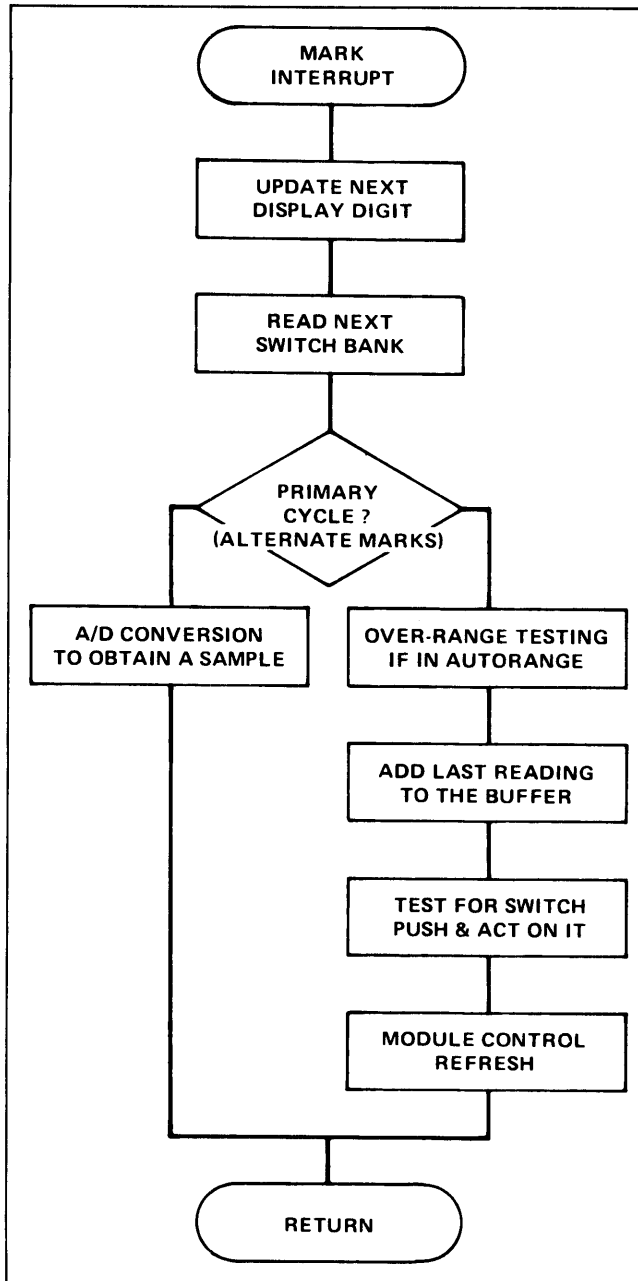 MARK
INTERRUPT
UPDATE NEXT
DISPLAY DIGIT
READ NEXT
SWITCH BANK
PRIMARY
CYCLE ?
(ALTERNATE MARKS)
A/D CONVERSION
TO OBTAIN A SAMPLE
OVER-RANGE TESTING
IF IN AUTORANGE
ADD LAST READING
TO THE BUFFER
TEST FOR SWITCH
PUSH & ACT ON IT
MODULE CONTROL
REFRESH
RETURN